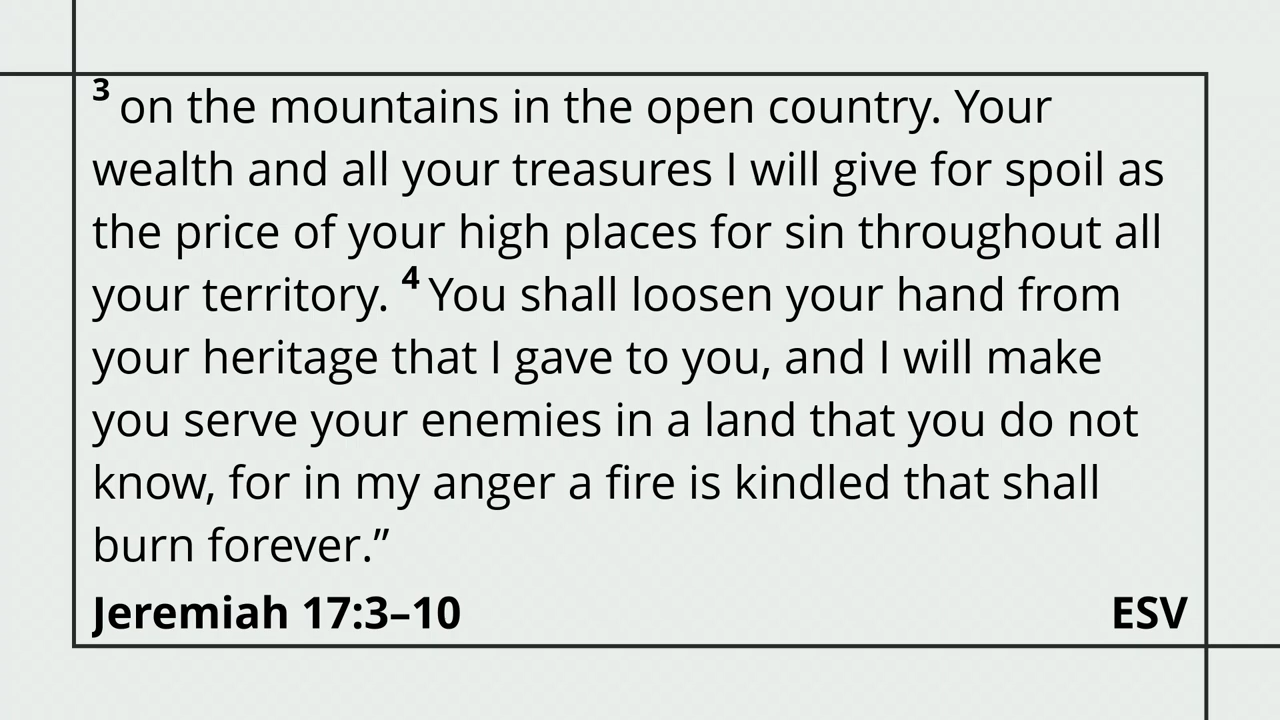 3 on the mountains in the open country. Your
wealth and all your treasures I will give for spoil as
the price of your high places for sin throughout all
your territory. 4 You shall loosen your hand from
your heritage that I gave to you, and I will make
you serve your enemies in a land that you do not
know, for in my anger a fire is kindled that shall
burn forever.”
Jeremiah 17:3–10 ESV